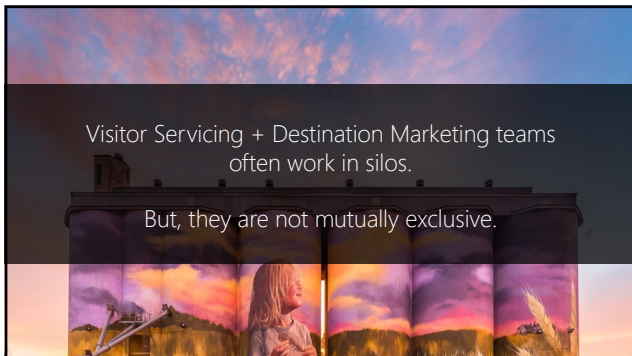 Visitor Servicing + Destination Marketing teams
often work in silos.
But, they are not mutually exclusive.